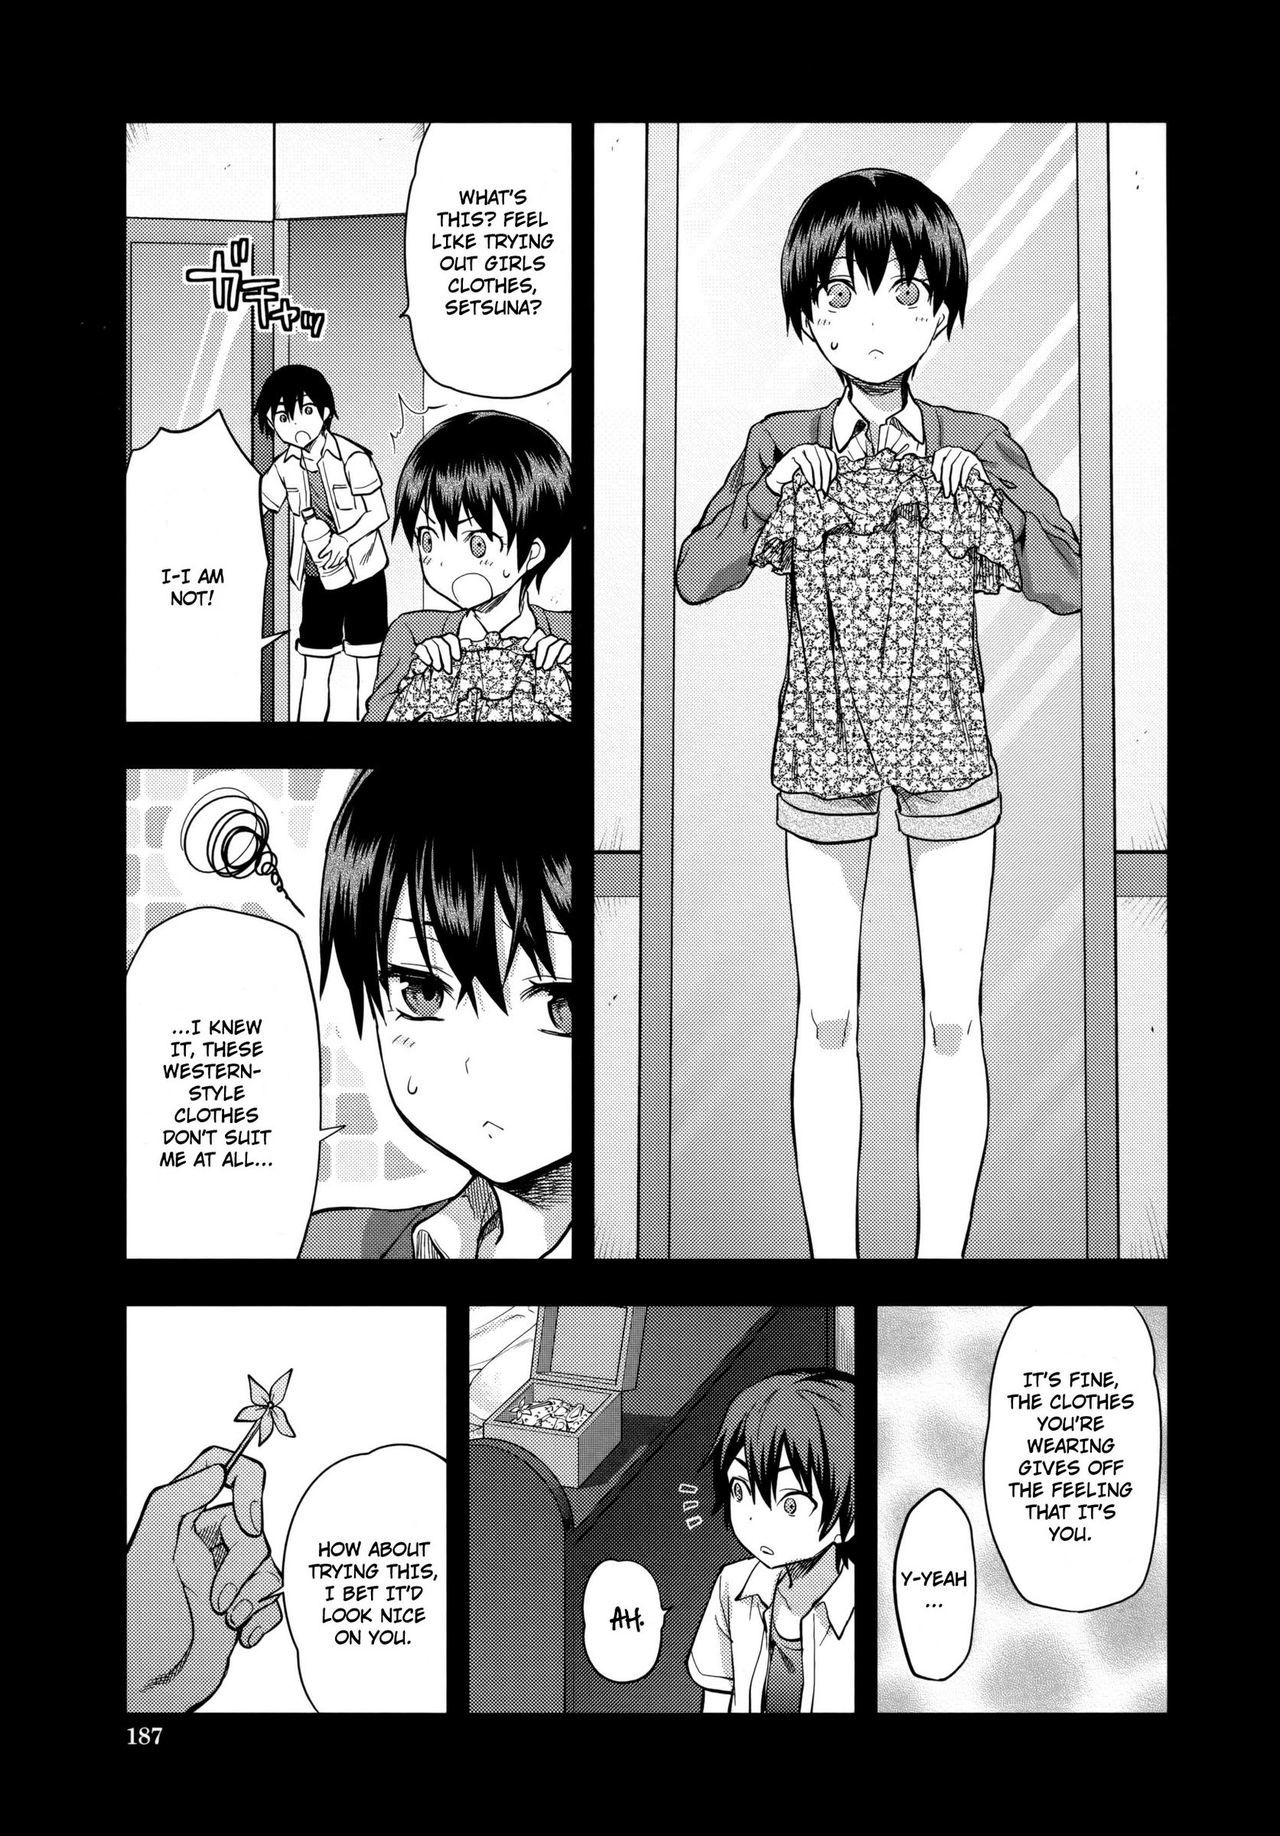 WHAT'S
THIS? FEEL
LIKE TRYING
OUT GIRLS
CLOTHES,
SETSUNA?
ガチャッ
I-I AM
NOT!
...I KNEW
IT, THESE
WESTERN-
STYLE
CLOTHES
DON'T SUIT
ME AT ALL...
IT'S FINE,
THE CLOTHES
YOU'RE
WEARING
GIVES OFF
THE FEELING
THAT IT'S
YOU.
Y-YEAH
...
AH.
HOW ABOUT
TRYING THIS,
I BET IT'D
LOOK NICE
ON YOU.
187